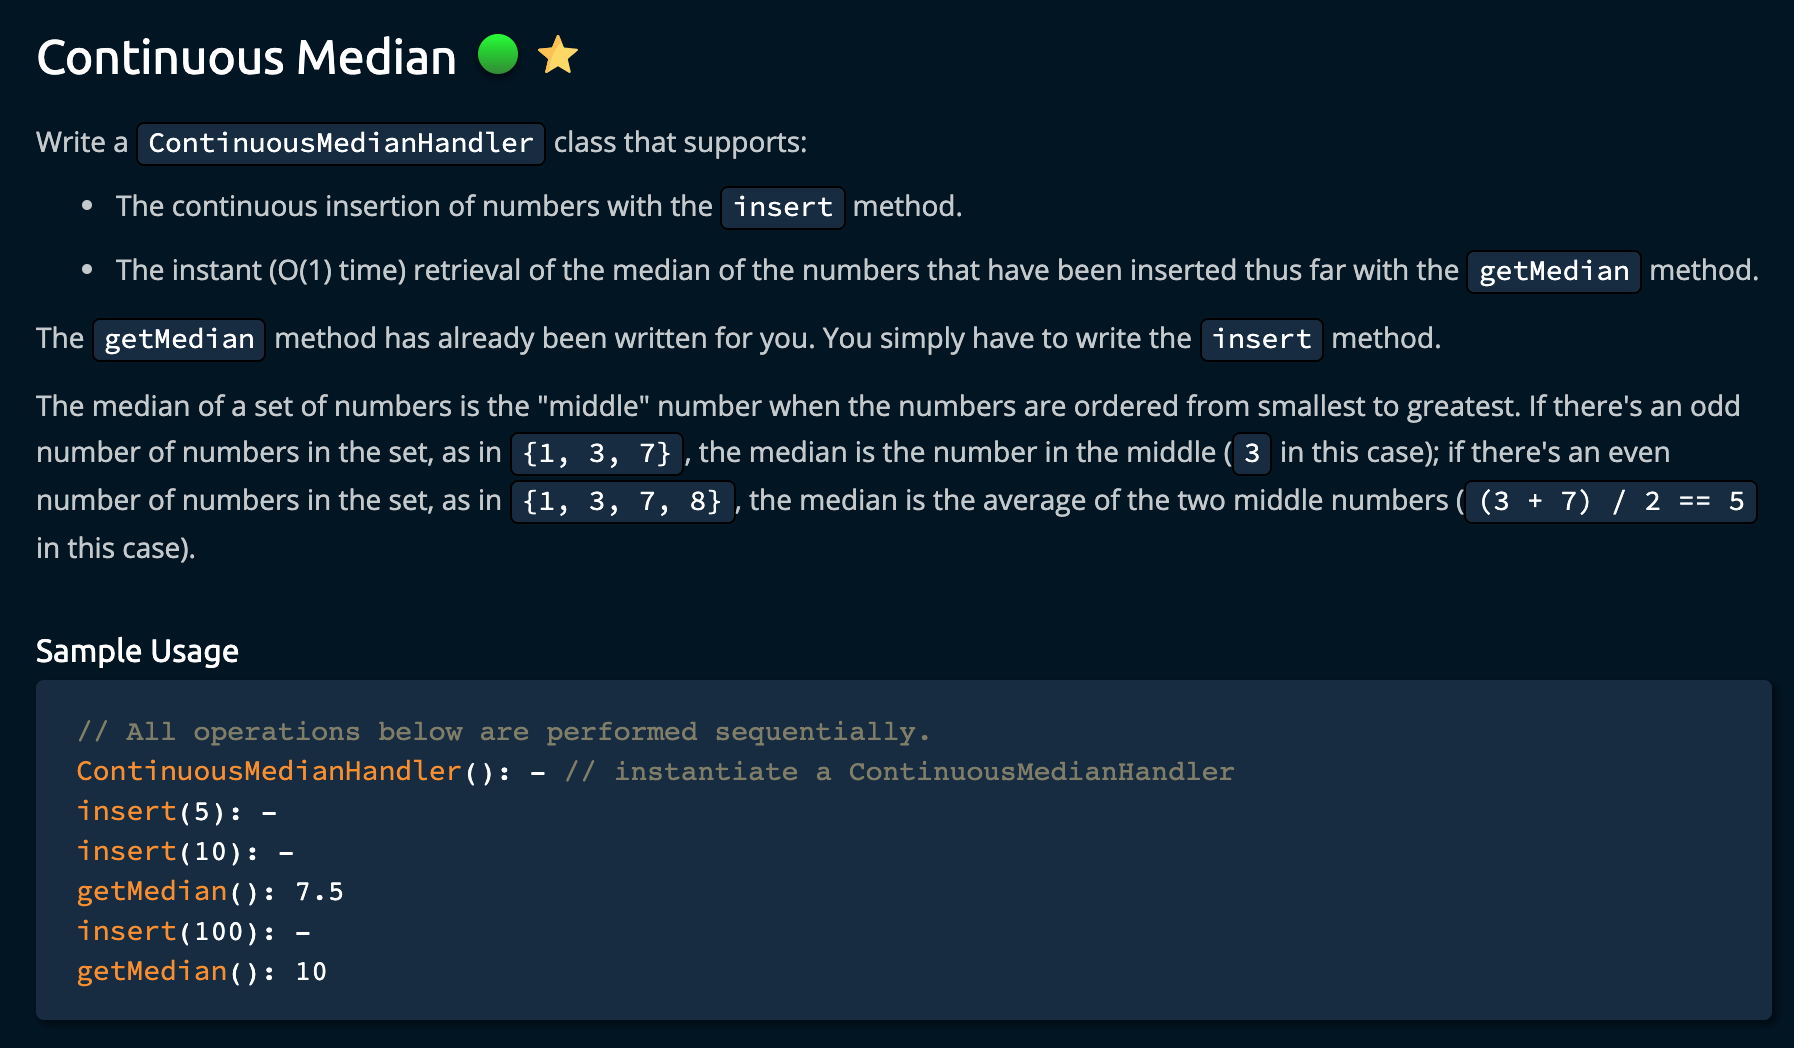 Continuous Median
Write a ContinuousMedianHandler class that supports:
• The continuous insertion of numbers with the insert method.
• The instant (O(1) time) retrieval of the median of the numbers that have been inserted thus far with the getMedian method.
The getMedian method has already been written for you. You simply have to write the insert method.
The median of a set of numbers is the "middle" number when the numbers are ordered from smallest to greatest. If there's an odd
number of numbers in the set, as in {1, 3, 7}, the median is the number in the middle (3 in this case); if there's an even
number of numbers in the set, as in {1, 3, 7, 8}, the median is the average of the two middle numbers ((3 + 7) / 2 == 5
in this case).
Sample Usage
// All operations below are performed sequentially.
ContinuousMedianHandler(): - // instantiate a ContinuousMedianHandler
insert(5): -
insert(10): -
getMedian(): 7.5
insert(100): -
getMedian(): 10